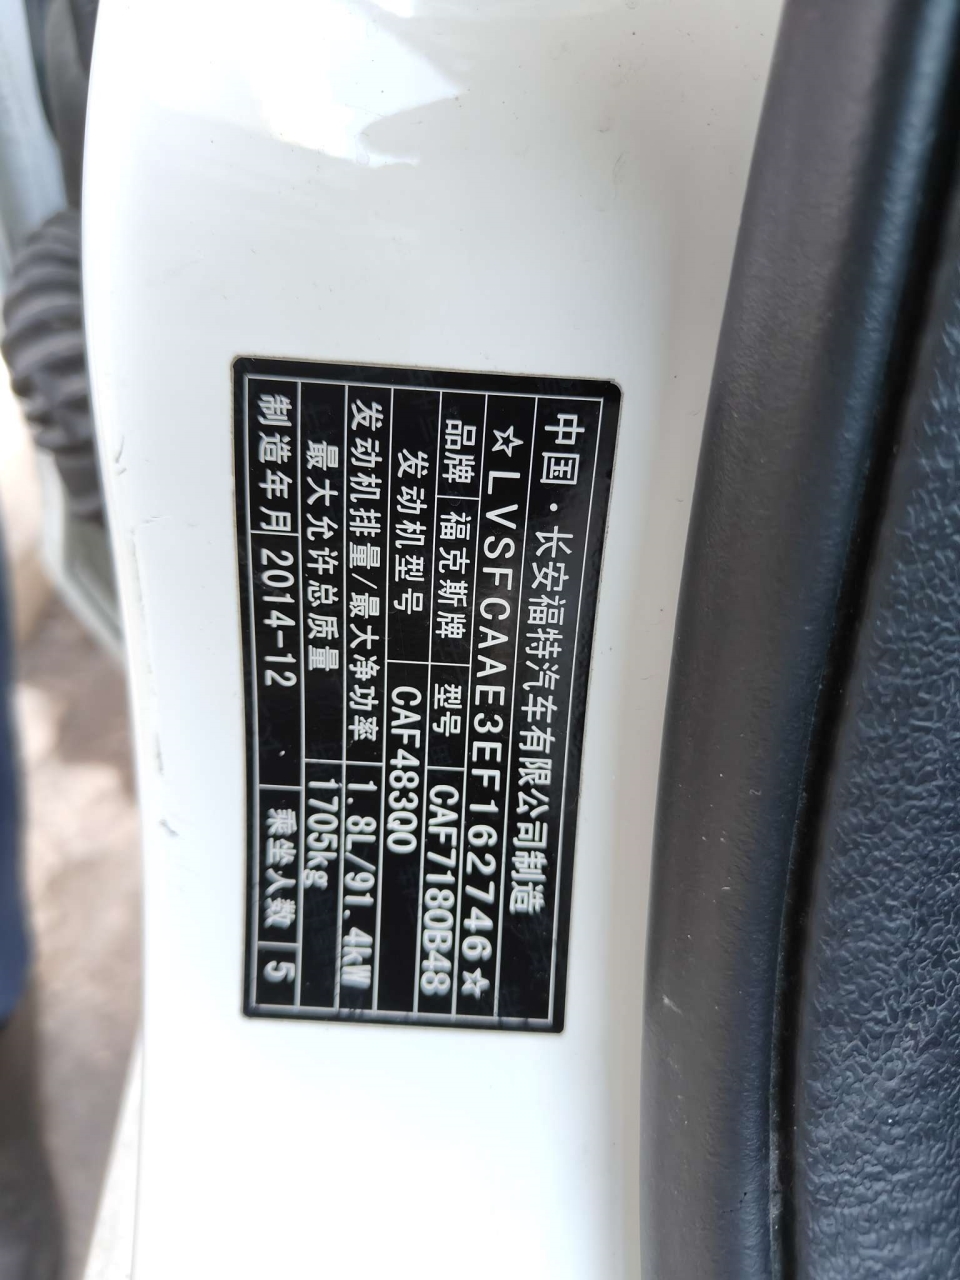 中国·长安福特汽车有限公司制造
☆LVSFCAAE3EF162746☆
品牌 福克斯牌 型号 CAF7180B48
发动机型号 CAF483Q0
发动机排量/最大净功率 1.8L/91.4kW
最大允许总质量 1705kg
制造年月 2014-12 乘坐人数 5